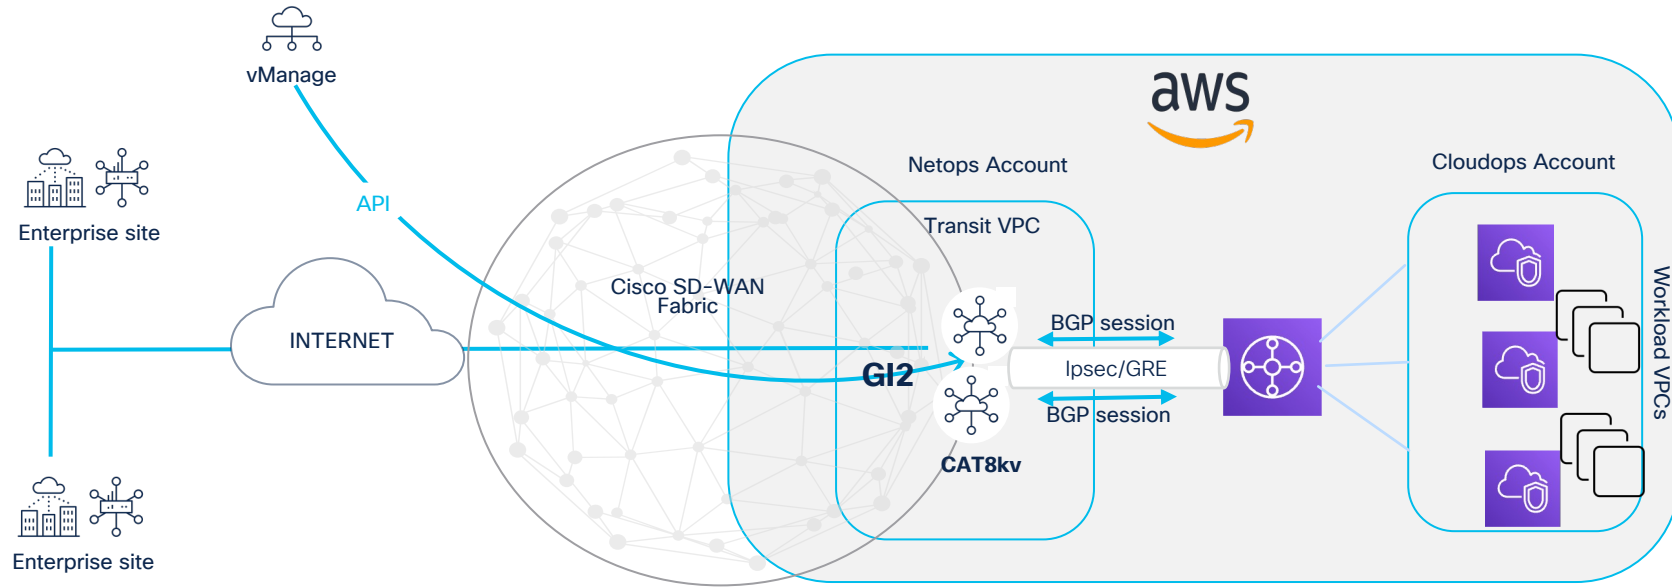 vManage
aws
Netops Account
Cloudops Account
API
Transit VPC
Enterprise site
Cisco SD-WAN
Fabric
INTERNET
BGP session
GI2
Ipsec/GRE
BGP session
Workload VPCs
CAT8kv
Enterprise site